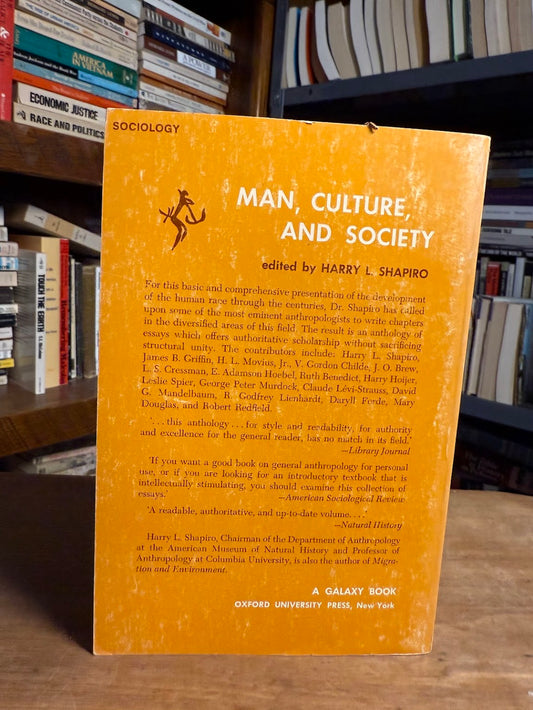 AMERICA IN VIETNAM
ECONOMIC JUSTICE
RACE AND POLITICS
TOUCH THE EARTH
SOCIOLOGY
MAN, CULTURE,
AND SOCIETY
edited by HARRY L. SHAPIRO
For this basic and comprehensive presentation of the development
of the human race through the centuries, Dr. Shapiro has called
upon some of the most eminent anthropologists to write chapters
in the diversified areas of this field. The result is an anthology of
essays which offers authoritative scholarship without sacrificing
structural unity. The contributors include: Harry L. Shapiro,
James B. Griffin, H. L. Movius, Jr., V. Gordon Childe, J. O. Brew,
L. S. Cressman, E. Adamson Hoebel, Ruth Benedict, Harry Hoijer,
Leslie Spier, George Peter Murdock, Claude Lévi-Strauss, David
G. Mandelbaum, R. Godfrey Lienhardt, Daryll Forde, Mary
Douglas, and Robert Redfield.
'. . . this anthology . . . for style and readability, for authority
and excellence for the general reader, has no match in its field.'
—Library Journal
'If you want a good book on general anthropology for personal
use, or if you are looking for an introductory textbook that is
intellectually stimulating, you should examine this collection of
essays.' —American Sociological Review
'A readable, authoritative, and up-to-date volume. . . .'
—Natural History
Harry L. Shapiro, Chairman of the Department of Anthropology
at the American Museum of Natural History and Professor of
Anthropology at Columbia University, is also the author of Migra-
tion and Environment.
A GALAXY BOOK
OXFORD UNIVERSITY PRESS, New York